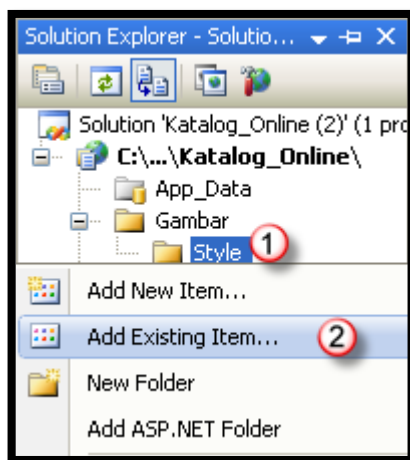 Solution Explorer - Solutio...
Solution 'Katalog_Online (2)' (1 pro
C:\...\Katalog_Online\
App_Data
Gambar
Style 1
Add New Item...
Add Existing Item... 2
New Folder
Add ASP.NET Folder